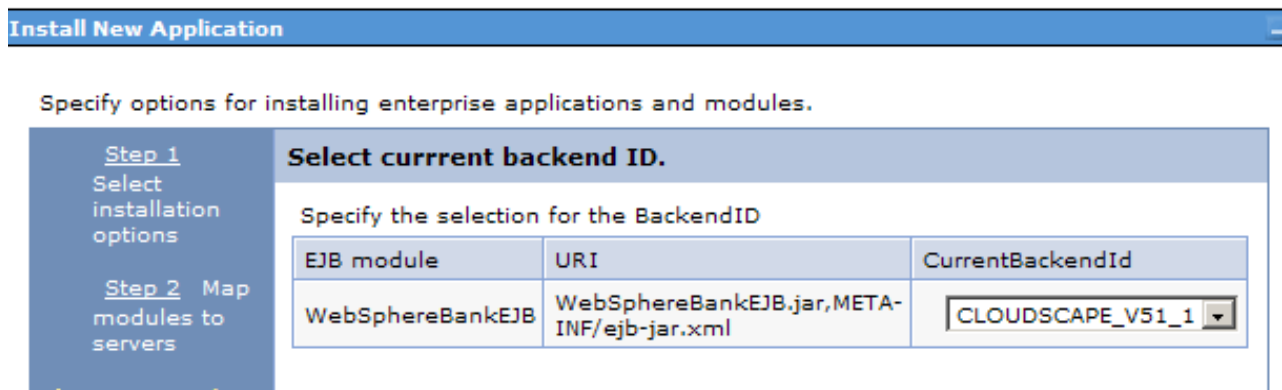 Install New Application
Specify options for installing enterprise applications and modules.
Step 1
Select
installation
options
Step 2 Map
modules to
servers
Select currrent backend ID.
Specify the selection for the BackendID
EJB module URI CurrentBackendId
WebSphereBankEJB WebSphereBankEJB.jar,META-
INF/ejb-jar.xml CLOUDSCAPE_V51_1